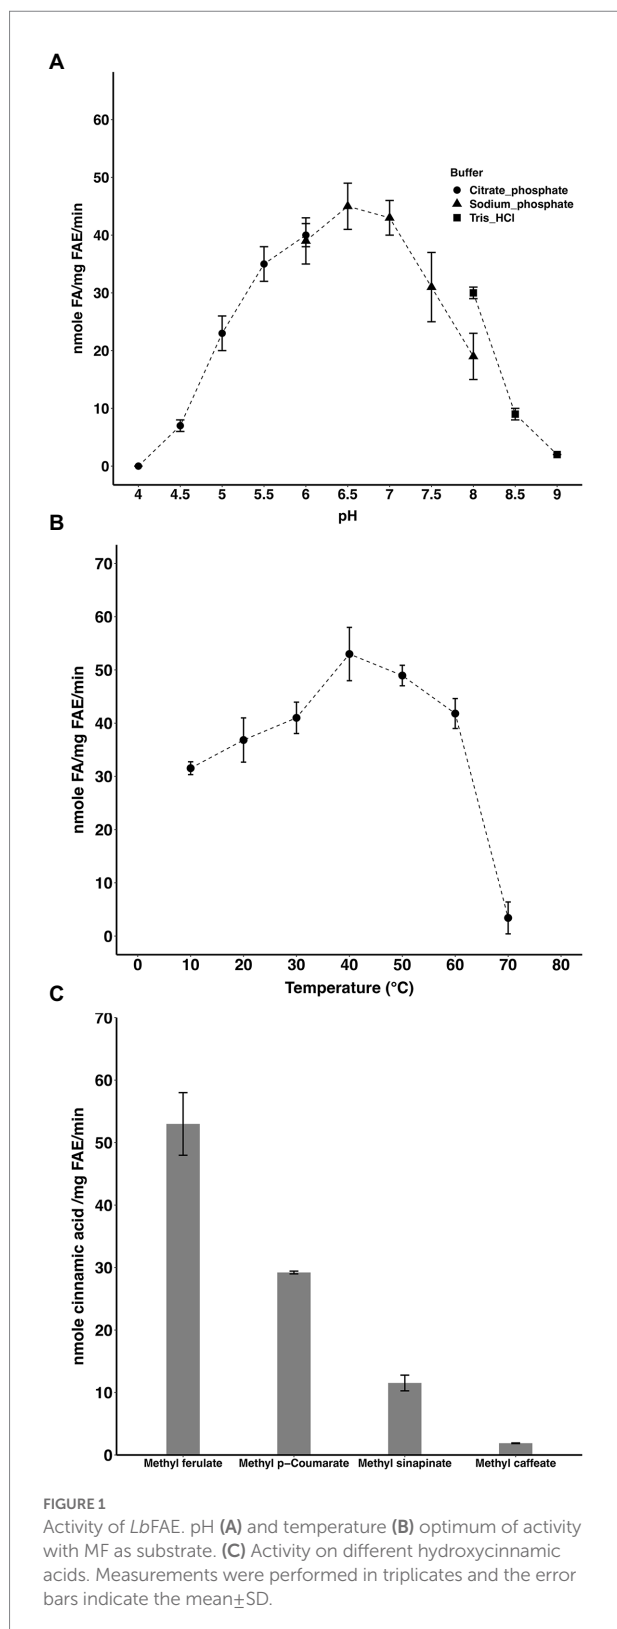 A
60
50
40
30
20
10
0
nmole FA/mg FAE/min
Buffer
Citrate_phosphate
Sodium_phosphate
Tris_HCl
4 4.5 5 5.5 6 6.5 7 7.5 8 8.5 9
pH
B
70
60
50
40
30
20
10
0
nmole FA/mg FAE/min
0 10 20 30 40 50 60 70 80
Temperature (°C)
C
70
60
50
40
30
20
10
0
nmole cinnamic acid /mg FAE/min
Methyl ferulate Methyl p−Coumarate Methyl sinapinate Methyl caffeate
FIGURE 1
Activity of LbFAE. pH (A) and temperature (B) optimum of activity
with MF as substrate. (C) Activity on different hydroxycinnamic
acids. Measurements were performed in triplicates and the error
bars indicate the mean±SD.